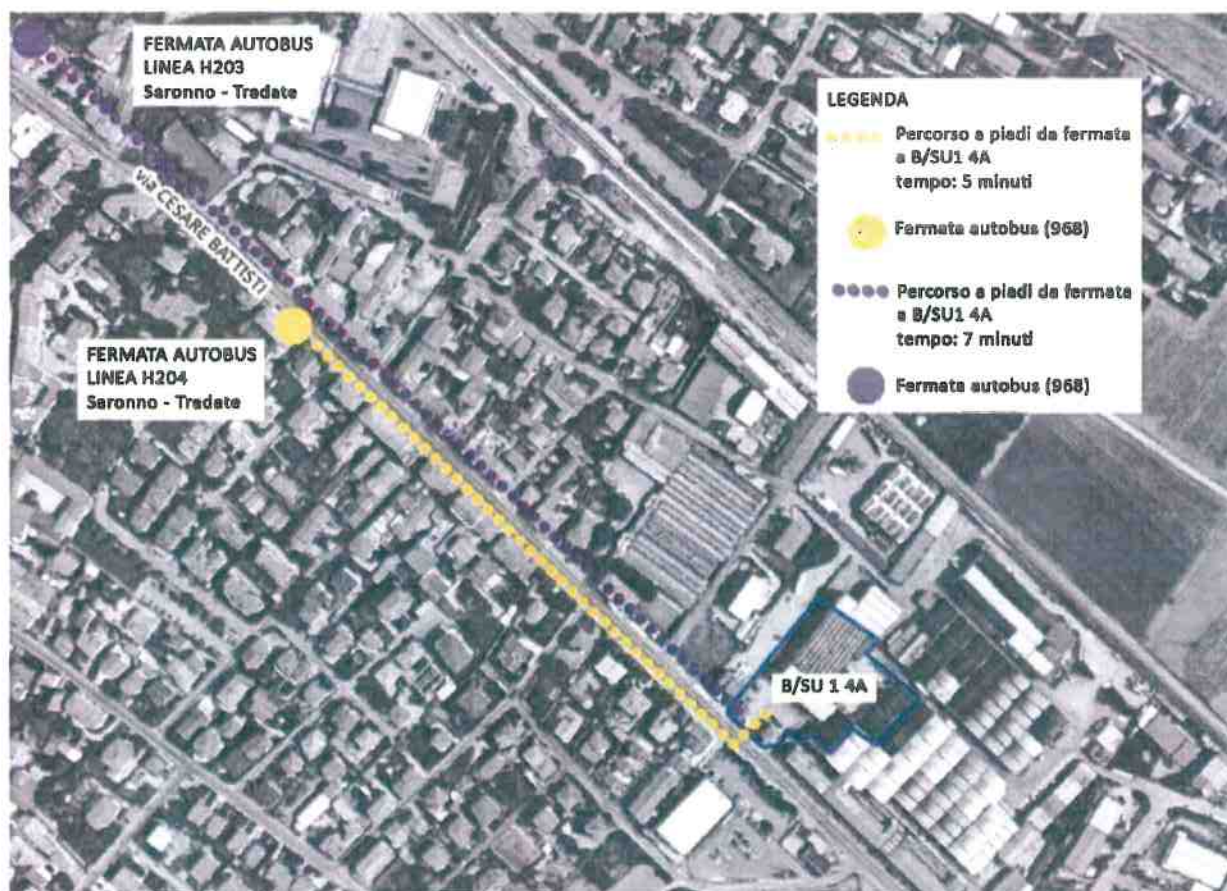 FERMATA AUTOBUS
LINEA H203
Saronno - Tradate
via CESARE BATTISTI
FERMATA AUTOBUS
LINEA H204
Saronno - Tradate
LEGENDA
Percorso a piedi da fermata
a B/SU1 4A
tempo: 5 minuti
Fermata autobus (968)
Percorso a piedi da fermata
a B/SU1 4A
tempo: 7 minuti
Fermata autobus (968)
B/SU 1 4A